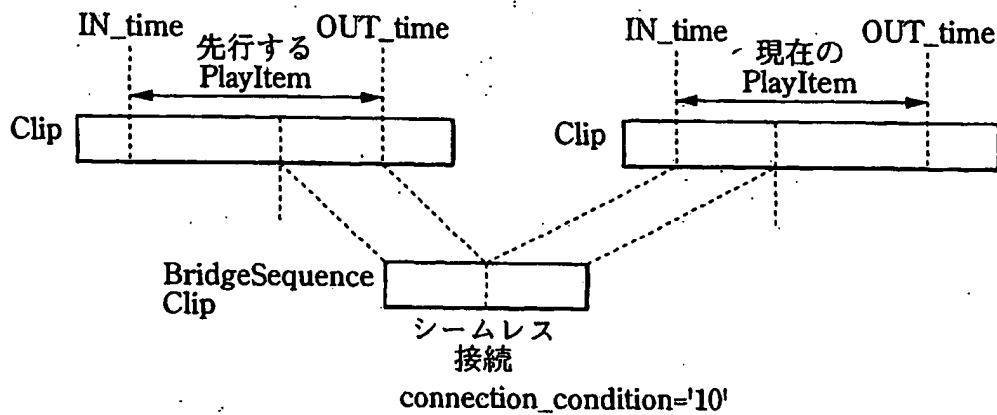 IN_time
先行する
PlayItem
OUT_time
IN_time
現在の
PlayItem
OUT_time
Clip
Clip
BridgeSequence
Clip
シームレス
接続
connection_condition='10'